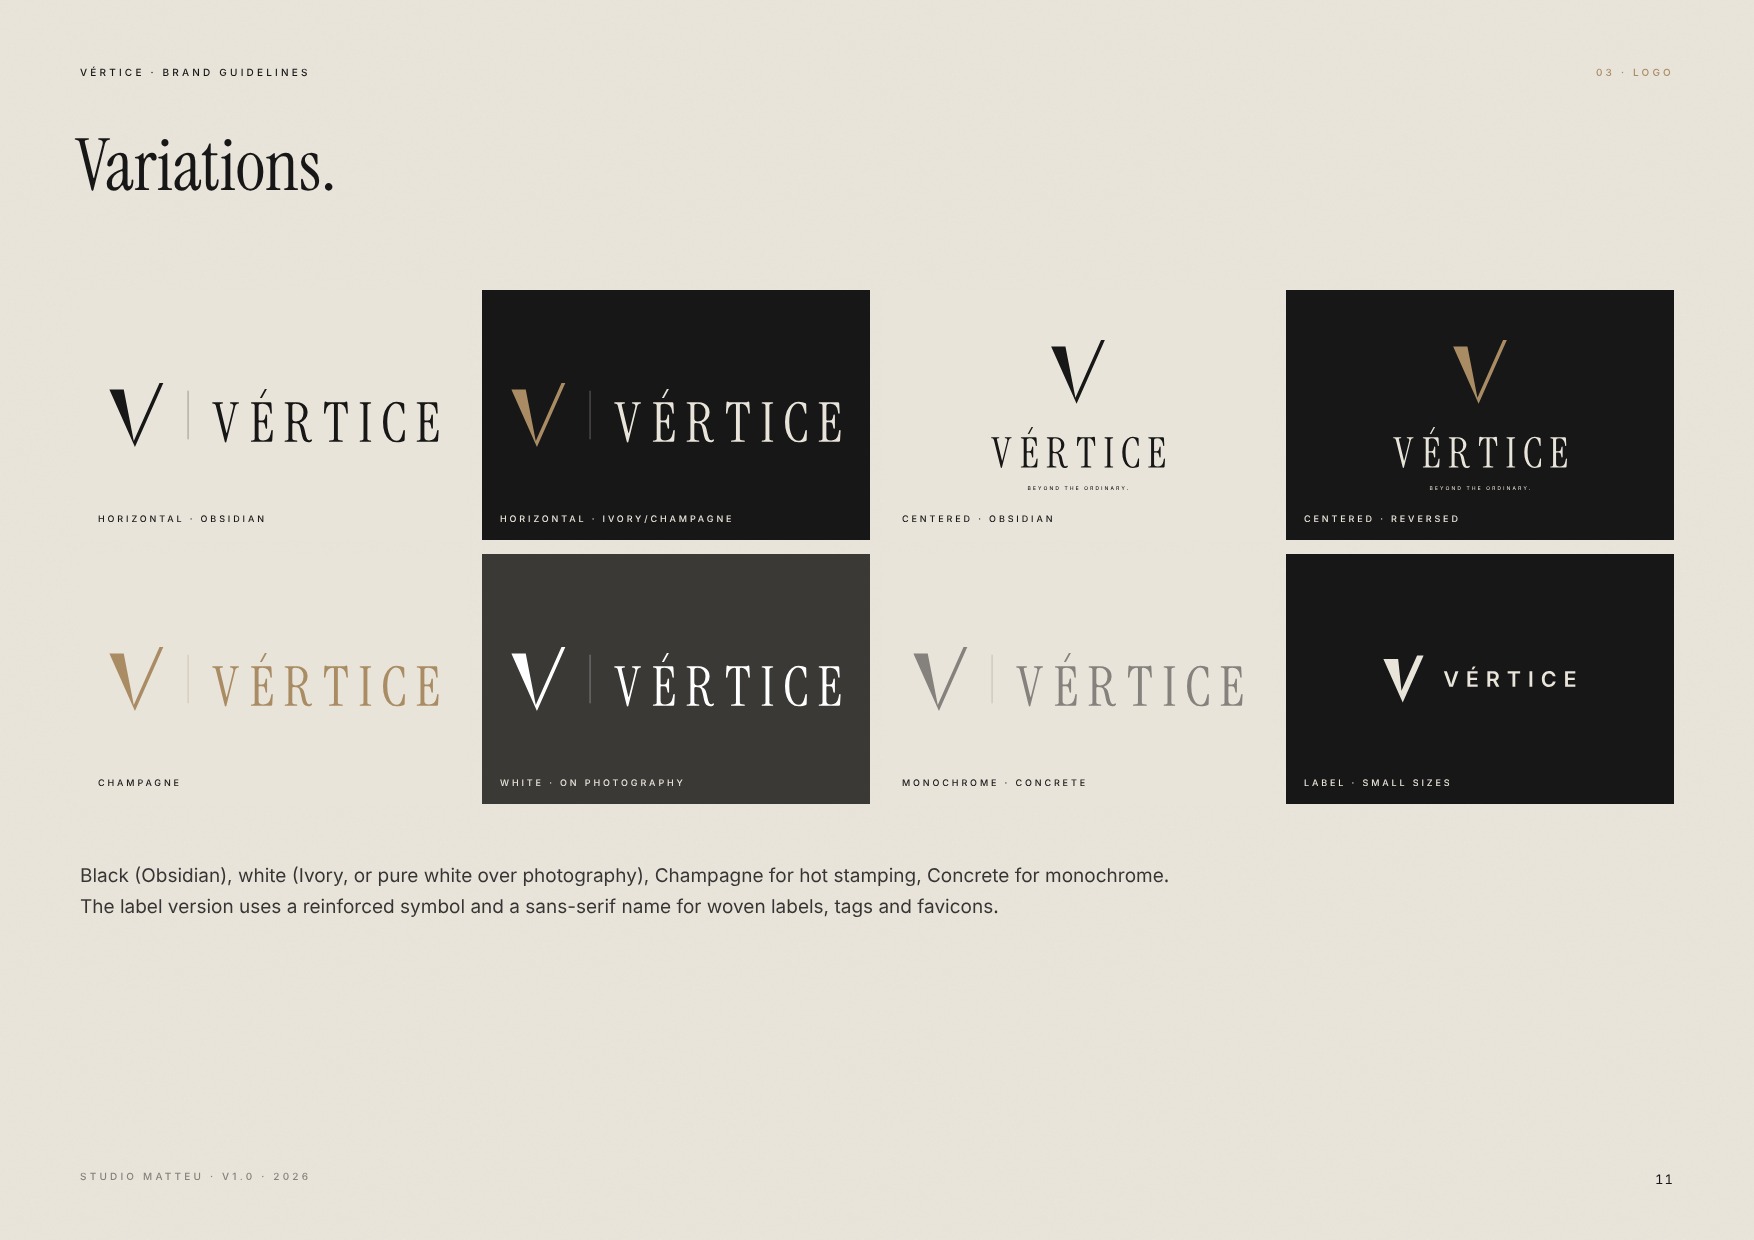 VÉRTICE · BRAND GUIDELINES
03 · LOGO
Variations.
VÉRTICE
HORIZONTAL · OBSIDIAN
VÉRTICE
HORIZONTAL · IVORY/CHAMPAGNE
VÉRTICE
BEYOND THE ORDINARY.
CENTERED · OBSIDIAN
VÉRTICE
BEYOND THE ORDINARY.
CENTERED · REVERSED
VÉRTICE
CHAMPAGNE
VÉRTICE
WHITE · ON PHOTOGRAPHY
VÉRTICE
MONOCHROME · CONCRETE
VÉRTICE
LABEL · SMALL SIZES
Black (Obsidian), white (Ivory, or pure white over photography), Champagne for hot stamping, Concrete for monochrome.
The label version uses a reinforced symbol and a sans-serif name for woven labels, tags and favicons.
STUDIO MATTEU · V1.0 · 2026
11